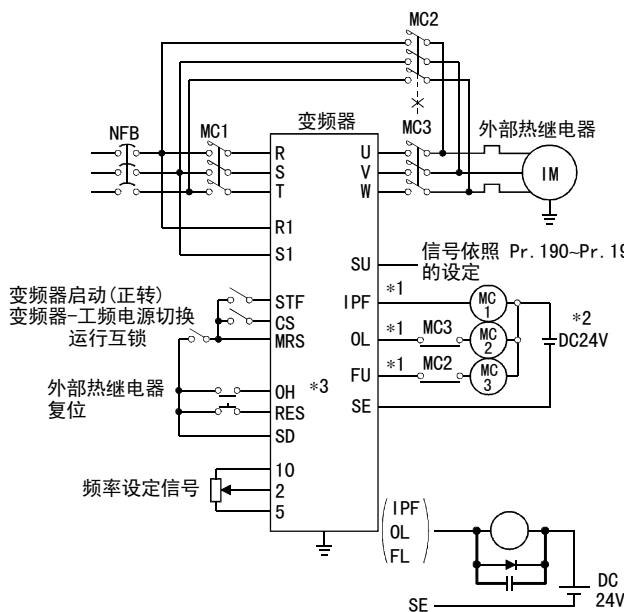 MC2
NFB
MC1
变频器
MC3
外部热继电器
R
S
T
U
V
W
IM
R1
S1
SU
信号依照 Pr.190~Pr.19
的设定
变频器启动(正转)
变频器-工频电源切换
运行互锁
STF
CS
MRS
IPF
*1
MC
1
OL
*1
MC3
MC
2
*2
DC24V
FU
*1
MC2
MC
3
SE
外部热继电器
复位
OH
*3
RES
SD
频率设定信号
10
2
5
IPF
OL
FL
SE
DC
24V